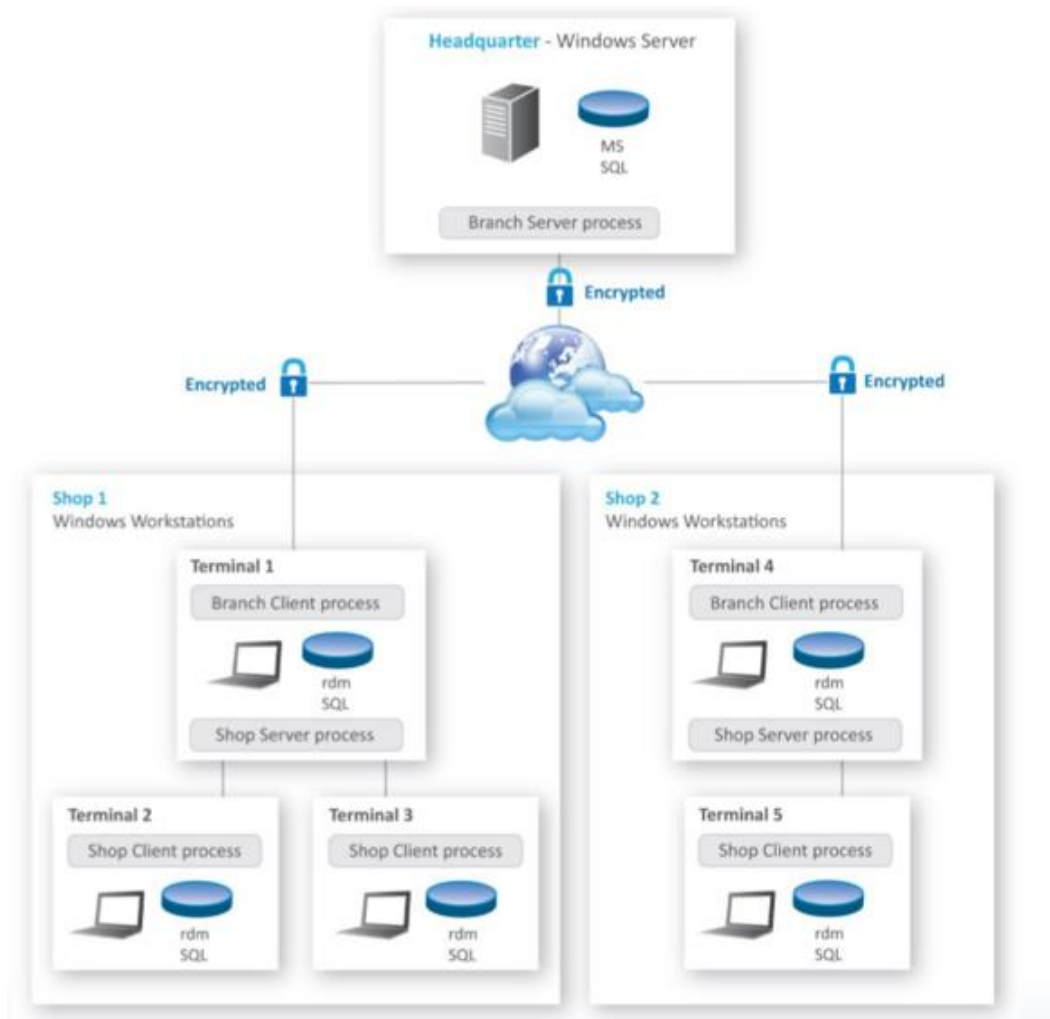 Headquarter - Windows Server
MS
SQL
Branch Server process
Encrypted
Encrypted
Encrypted
Shop 1
Windows Workstations
Terminal 1
Branch Client process
rdm
SQL
Shop Server process
Terminal 2
Shop Client process
rdm
SQL
Terminal 3
Shop Client process
rdm
SQL
Shop 2
Windows Workstations
Terminal 4
Branch Client process
rdm
SQL
Shop Server process
Terminal 5
Shop Client process
rdm
SQL